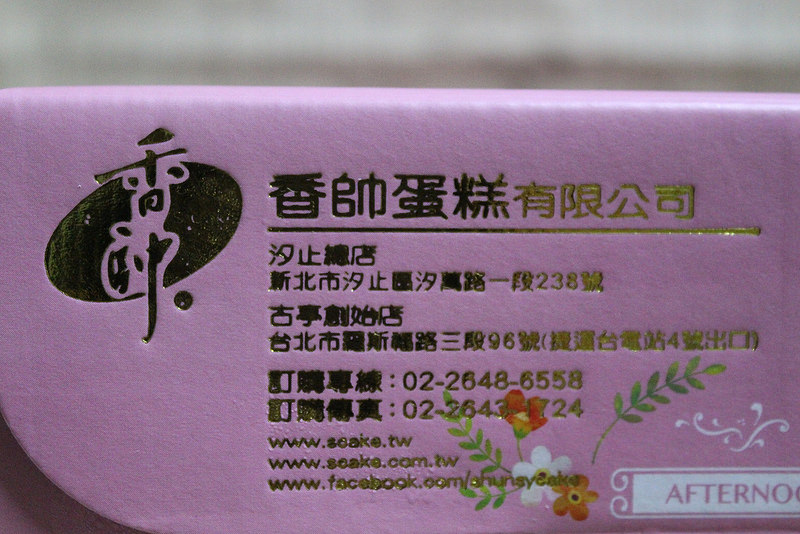 香帥
香帥蛋糕有限公司
汐止總店
新北市汐止區汐萬路一段238號
古亭創始店
台北市羅斯福路三段96號(捷運台電站4號出口)
訂購專線:02-2648-6558
訂購傳真:02-2643-
www.scake.tw
www.scake.com.tw
www.facebook.com/shunsycake
AFTERNOO